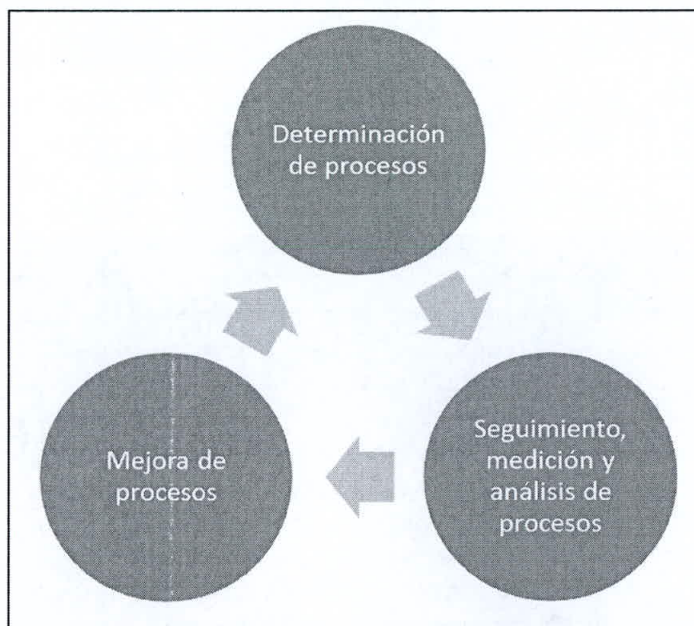 Determinación
de procesos
Seguimiento,
medición y
análisis de
procesos
Mejora de
procesos